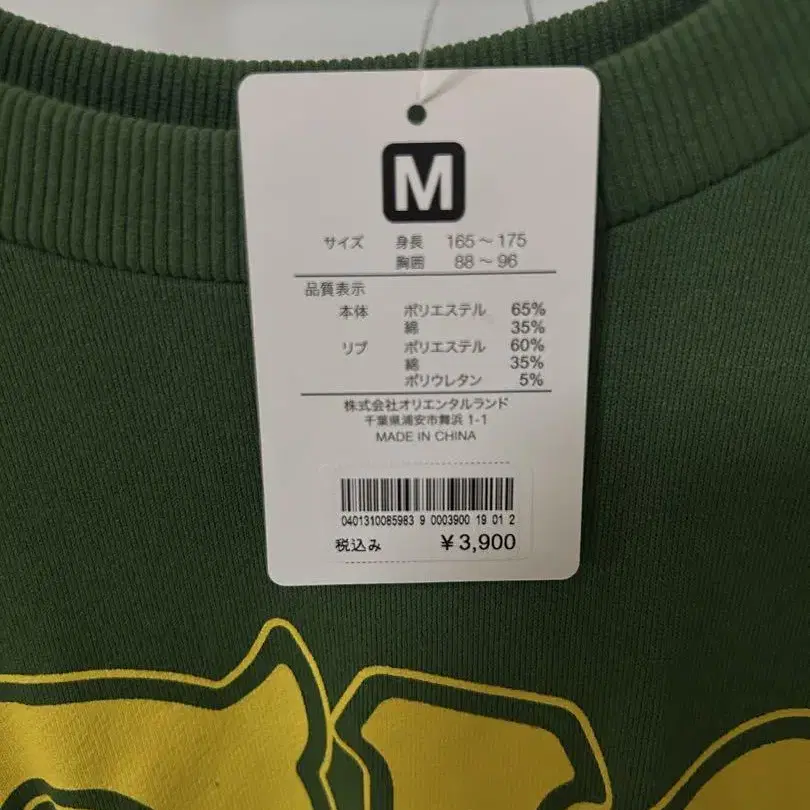 M
サイズ 身長 165～175
胸囲 88～96
品質表示
本体 ポリエステル 65%
綿 35%
リブ ポリエステル 60%
綿 35%
ポリウレタン 5%
株式会社オリエンタルランド
千葉県浦安市舞浜 1-1
MADE IN CHINA
0401310085983 9 0003900 19 01 2
税込み ￥3,900